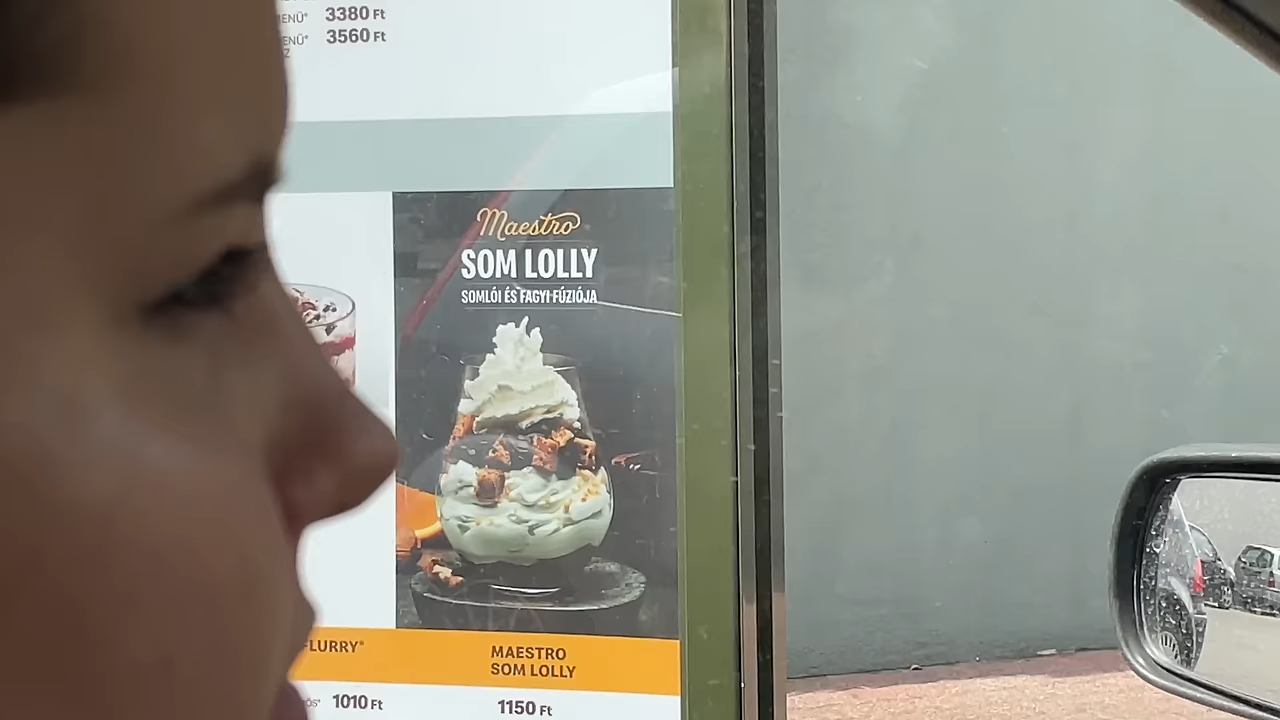 3380 Ft
3560 Ft
Maestro
SOM LOLLY
SOMLÓI ÉS FAGYI FÚZIÓJA
FLURRY®
MAESTRO
SOM LOLLY
1010 Ft
1150 Ft